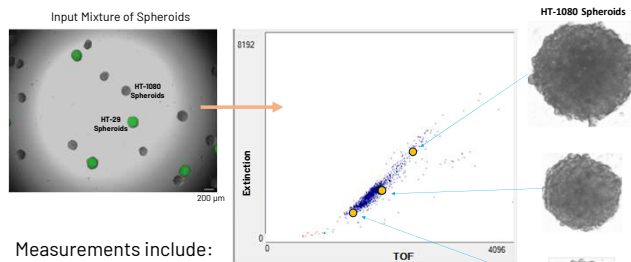 Input Mixture of Spheroids
HT-1080 Spheroids
8192
HT-1080
Spheroids
HT-29
Spheroids
Extinction
200 µm
0
0
4096
TOF
Measurements include: